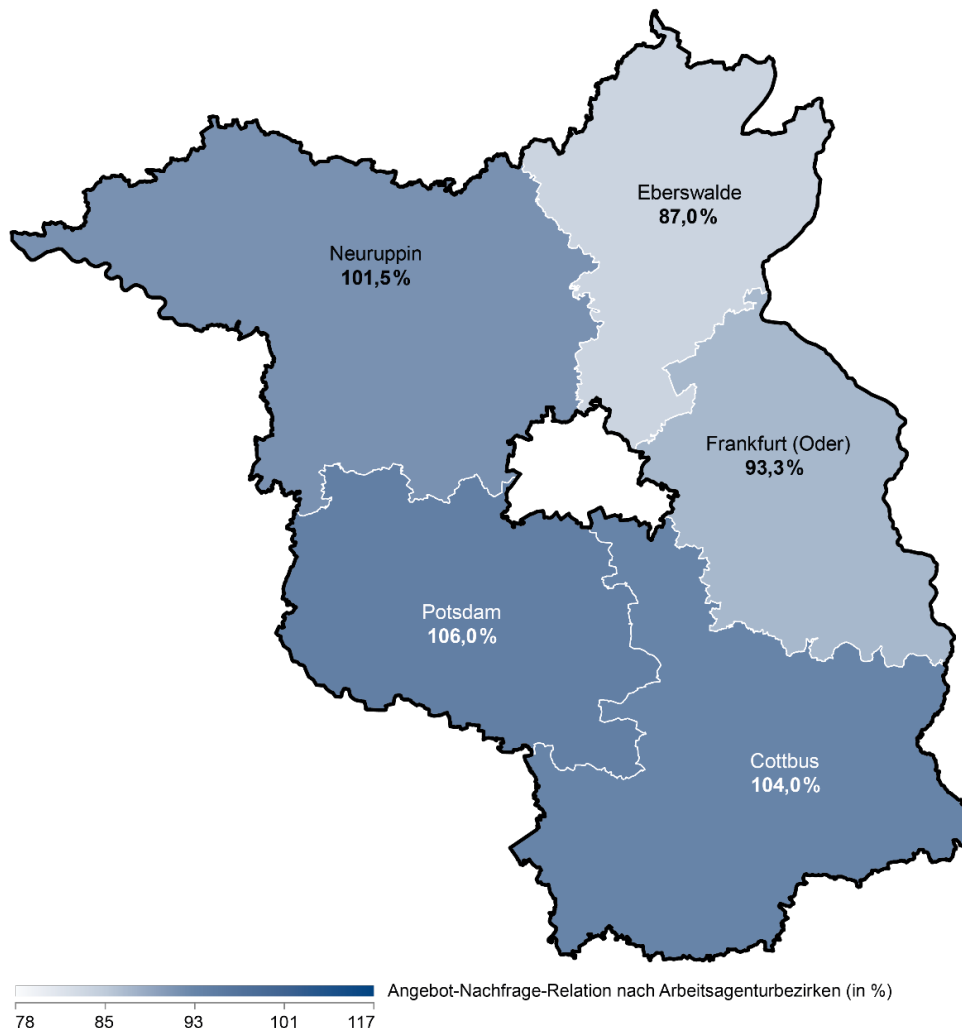 Eberswalde
87,0%
Neuruppin
101,5%
Frankfurt (Oder)
93,3%
Potsdam
106,0%
Cottbus
104,0%
Angebot-Nachfrage-Relation nach Arbeitsagenturbezirken (in %)
78 85 93 101 117